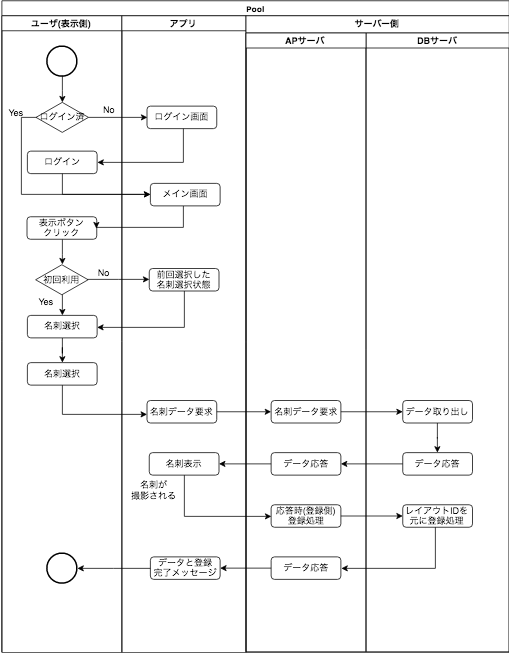 Pool
ユーザ(表示側)
アプリ
サーバー側
APサーバ
DBサーバ
Yes
ログイン済
No
ログイン画面
ログイン
メイン画面
表示ボタン
クリック
初回利用
No
前回選択した
名刺選択状態
Yes
名刺選択
名刺選択
名刺データ要求
名刺データ要求
データ取り出し
名刺表示
データ応答
データ応答
名刺が
撮影される
応答時(登録側)
登録処理
レイアウトIDを
元に登録処理
データと登録
完了メッセージ
データ応答